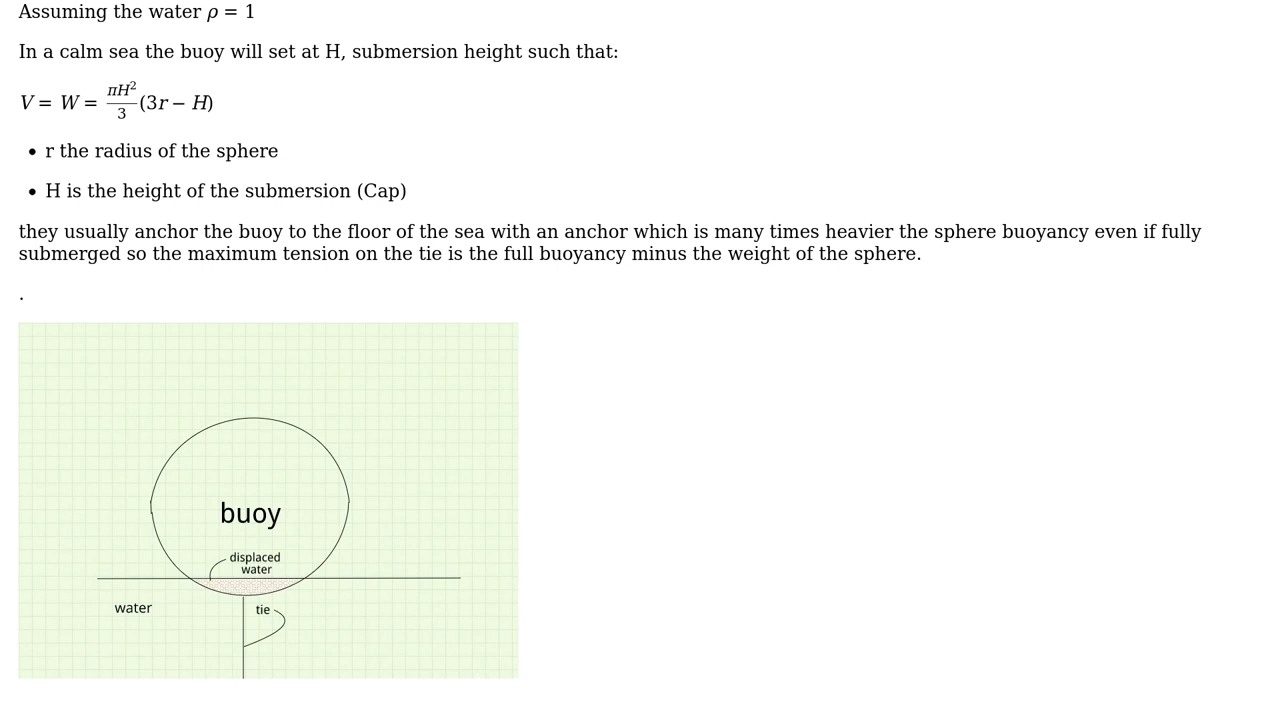 Assuming the water ρ = 1
In a calm sea the buoy will set at H, submersion height such that:
V = W = \frac{πH^2}{3}(3r − H)
• r the radius of the sphere
• H is the height of the submersion (Cap)
they usually anchor the buoy to the floor of the sea with an anchor which is many times heavier the sphere buoyancy even if fully
submerged so the maximum tension on the tie is the full buoyancy minus the weight of the sphere.
.
buoy
displaced
water
water
tie